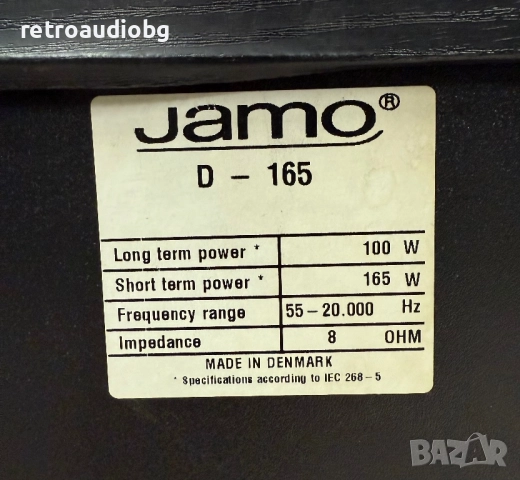 retroaudiobg
Jamo®
D - 165
Long term power * 100 W
Short term power * 165 W
Frequency range 55-20.000 Hz
Impedance 8 OHM
MADE IN DENMARK
* Specifications according to IEC 268-5
BAZAR